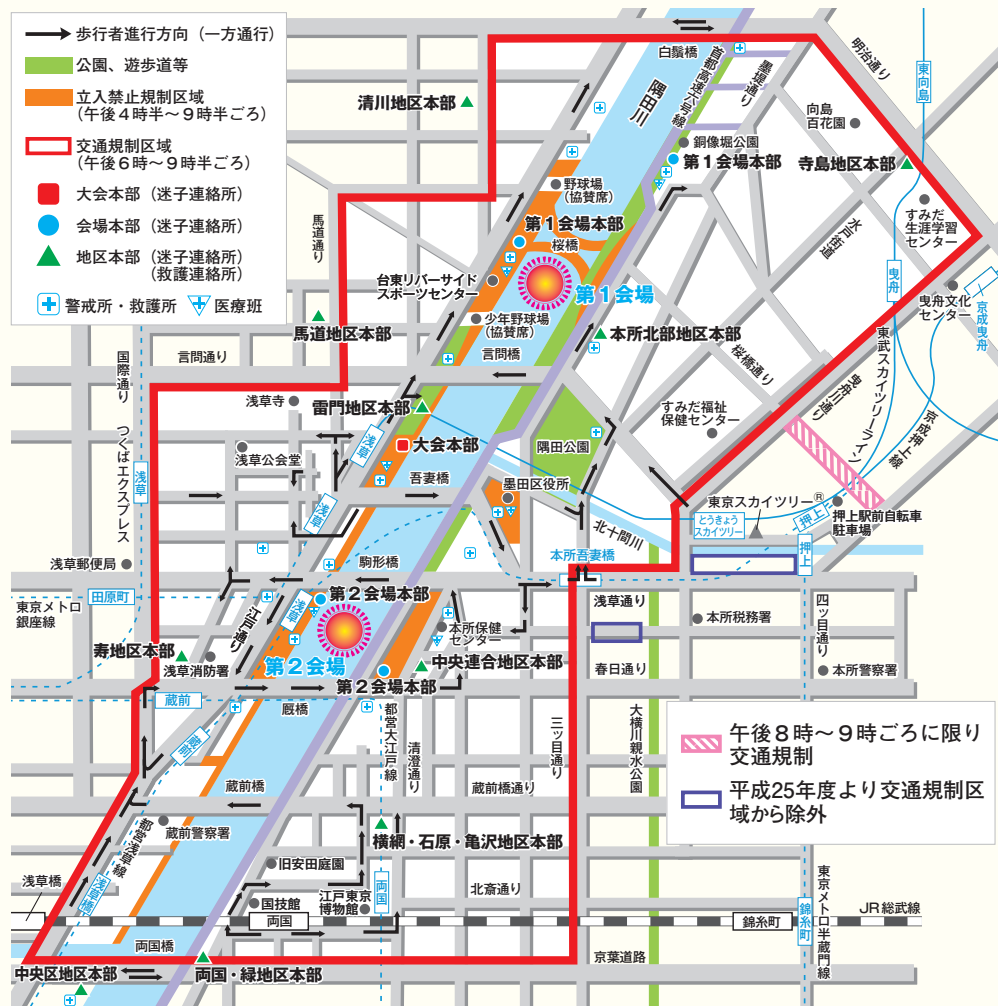 歩行者進行方向（一方通行）
公園、遊歩道等
立入禁止規制区域
（午後4時半～9時半ごろ）
交通規制区域
（午後6時～9時半ごろ）
大会本部（迷子連絡所）
会場本部（迷子連絡所）
地区本部（迷子連絡所）
（救護連絡所）
警戒所・救護所
医療班
白鬚橋
明治通り
東向島
隅田川
首都高速六号線
墨堤通り
清川地区本部
向島
百花園
銅像堀公園
第1会場本部
寺島地区本部
野球場
（協賛席）
すみだ
生涯学習
センター
馬道通り
第1会場本部
桜橋
水戸街道
台東リバーサイド
スポーツセンター
第1会場
曳舟
曳舟文化
センター
京成曳舟
馬道地区本部
少年野球場
（協賛席）
本所北部地区本部
東武スカイツリーライン
国際通り
言問通り
言問橋
桜橋通り
曳舟川通り
京成押上線
浅草寺
雷門地区本部
すみだ福祉
保健センター
つくばエクスプレス
浅草
浅草公会堂
浅草
大会本部
隅田公園
吾妻橋
墨田区役所
東京スカイツリー®
とうきょう
スカイツリー
押上
押上駅前自転車
駐車場
浅草
北十間川
本所吾妻橋
押上
浅草郵便局
駒形橋
東京メトロ
銀座線
田原町
江戸通り
浅草
第2会場本部
浅草通り
本所税務署
四ッ目通り
本所保健
センター
寿地区本部
浅草消防署
第2会場
中央連合地区本部
春日通り
本所警察署
第2会場本部
蔵前
厩橋
都営大江戸線
清澄通り
三ッ目通り
大横川親水公園
午後8時～9時ごろに限り
交通規制
平成25年度より交通規制区
域から除外
蔵前
蔵前橋
蔵前橋通り
都営浅草線
蔵前警察署
横網・石原・亀沢地区本部
旧安田庭園
浅草橋
浅草橋
国技館
江戸東京
博物館
両国
北斎通り
東京メトロ半蔵門線
両国
錦糸町
錦糸町
JR総武線
両国橋
京葉道路
中央区地区本部
両国・緑地区本部